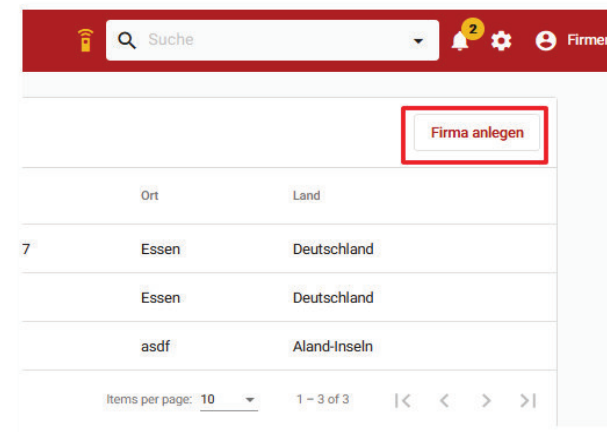 Suche
2
Firmen
Firma anlegen
Ort Land
7 Essen Deutschland
Essen Deutschland
asdf Aland-Inseln
Items per page: 10 1 – 3 of 3